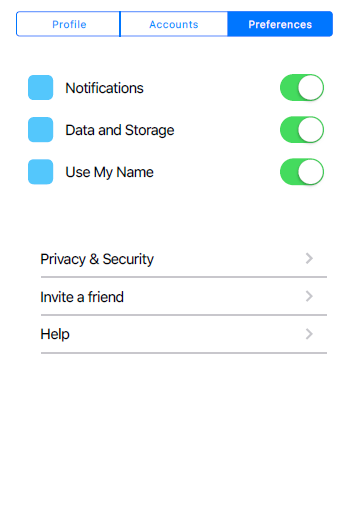 Profile Accounts Preferences
Notifications
Data and Storage
Use My Name
Privacy & Security
Invite a friend
Help